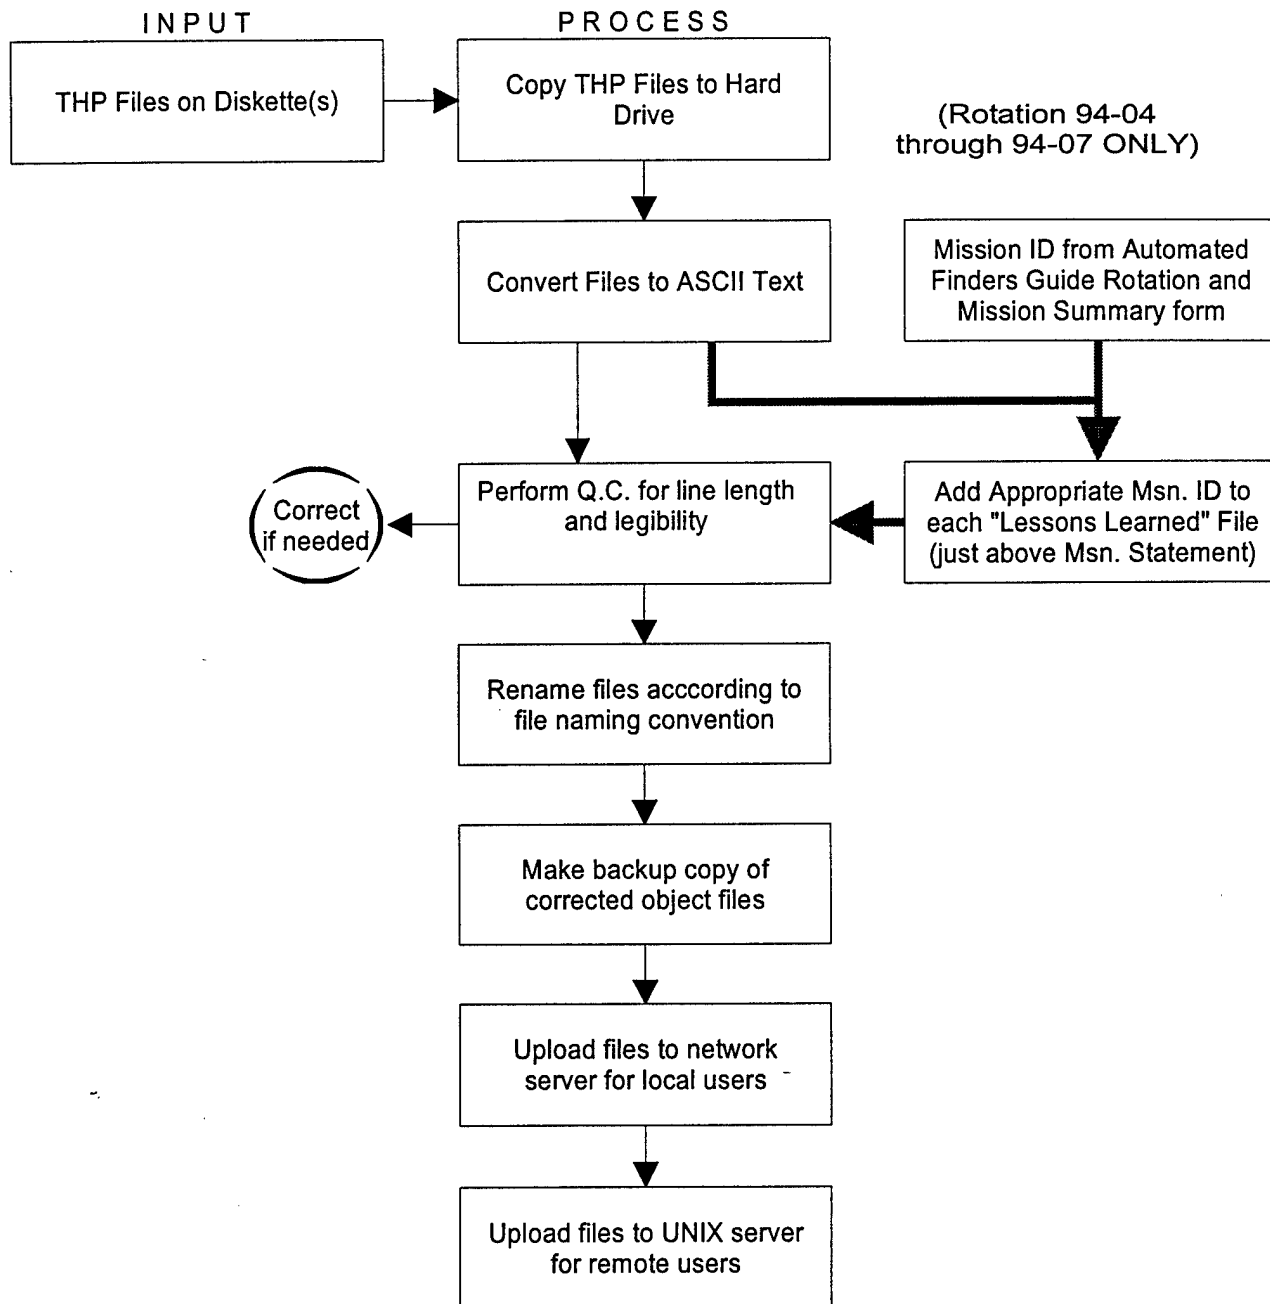 INPUT
PROCESS
THP Files on Diskette(s)
Copy THP Files to Hard
Drive
(Rotation 94-04
through 94-07 ONLY)
Convert Files to ASCII Text
Mission ID from Automated
Finders Guide Rotation and
Mission Summary form
Correct
if needed
Perform Q.C. for line length
and legibility
Add Appropriate Msn. ID to
each "Lessons Learned" File
(just above Msn. Statement)
Rename files acccording to
file naming convention
Make backup copy of
corrected object files
Upload files to network
server for local users
Upload files to UNIX server
for remote users